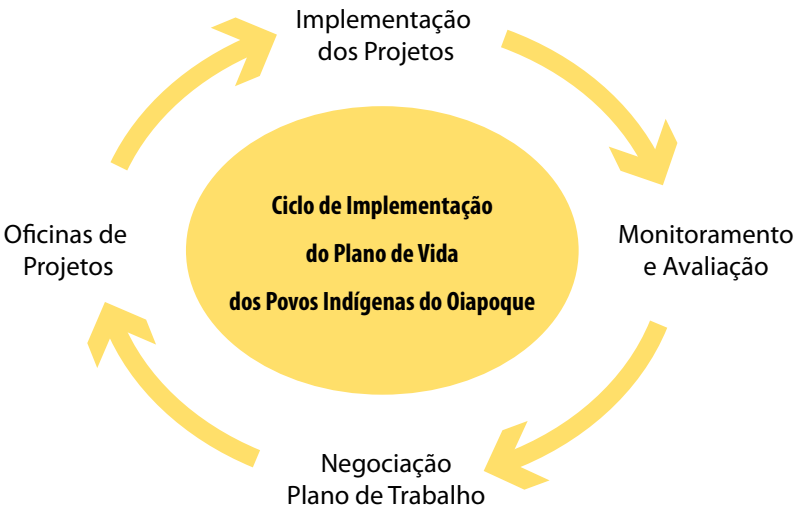 Implementação
dos Projetos
Oficinas de
Projetos
Ciclo de Implementação
do Plano de Vida
dos Povos Indígenas do Oiapoque
Monitoramento
e Avaliação
Negociação
Plano de Trabalho